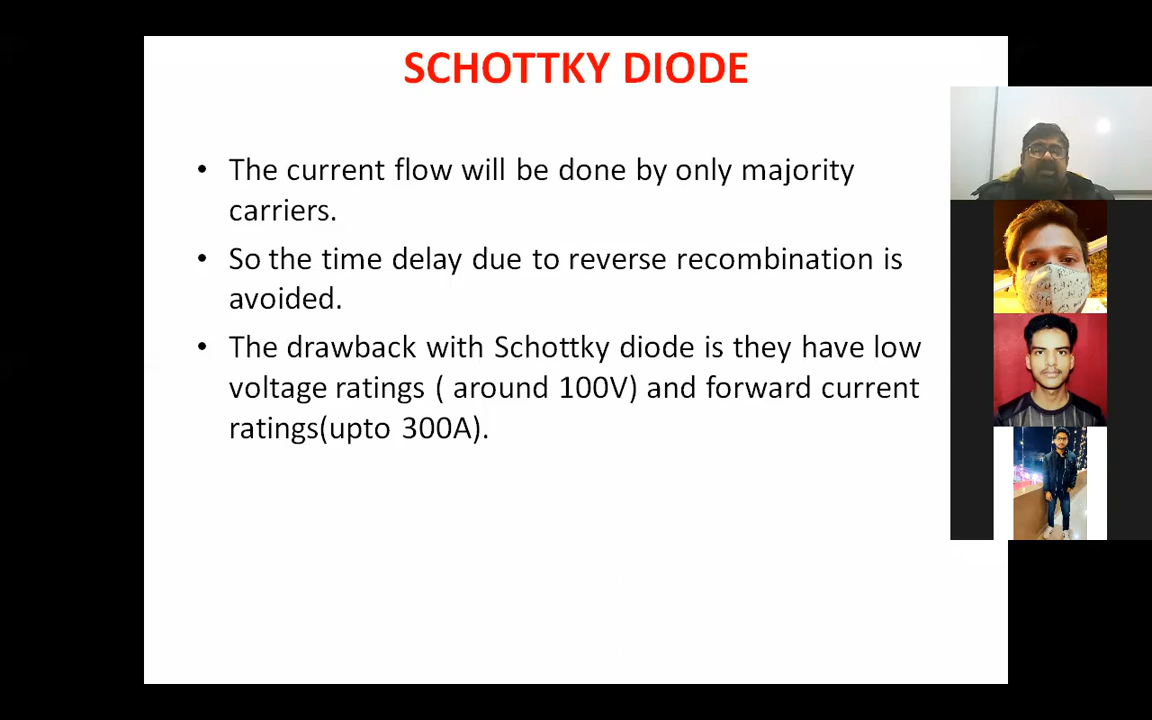 SCHOTTKY DIODE
• The current flow will be done by only majority
carriers.
• So the time delay due to reverse recombination is
avoided.
• The drawback with Schottky diode is they have low
voltage ratings ( around 100V) and forward current
ratings(upto 300A).